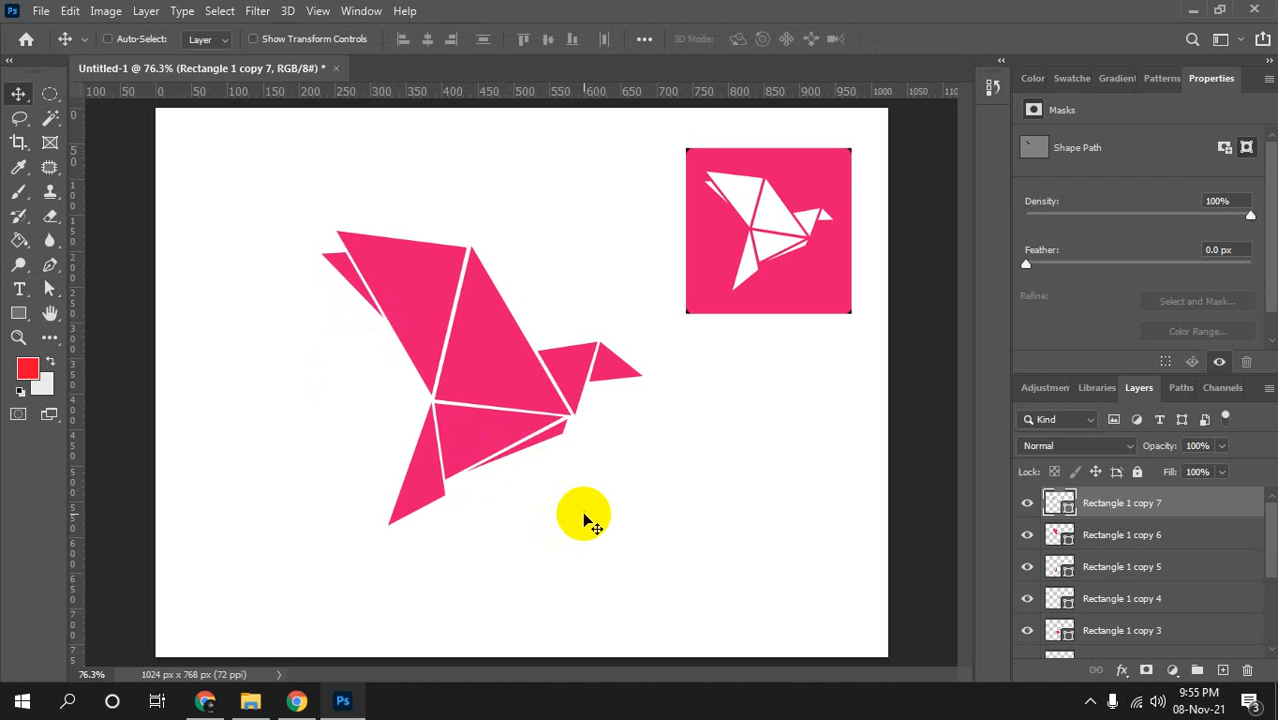 Ps File Edit Image Layer Type Select Filter 3D View Window Help
Auto-Select: Layer Show Transform Controls 3D Mode:
Untitled-1 @ 76.3% (Rectangle 1 copy 7, RGB/8#) * ×
100 50 0 50 100 150 200 250 300 350 400 450 500 550 600 650 700 750 800 850 900 950 1000 1050
Color Swatche Gradient Patterns Properties
Masks
Shape Path
Density: 100%
Feather: 0.0 px
Refine: Select and Mask...
Color Range...
Adjustmen Libraries Layers Paths Channels
Kind
Normal Opacity: 100%
Lock: Fill: 100%
Rectangle 1 copy 7
Rectangle 1 copy 6
Rectangle 1 copy 5
Rectangle 1 copy 4
Rectangle 1 copy 3
76.3% 1024 px x 768 px (72 ppi)
Ps
9:55 PM
08-Nov-21
3